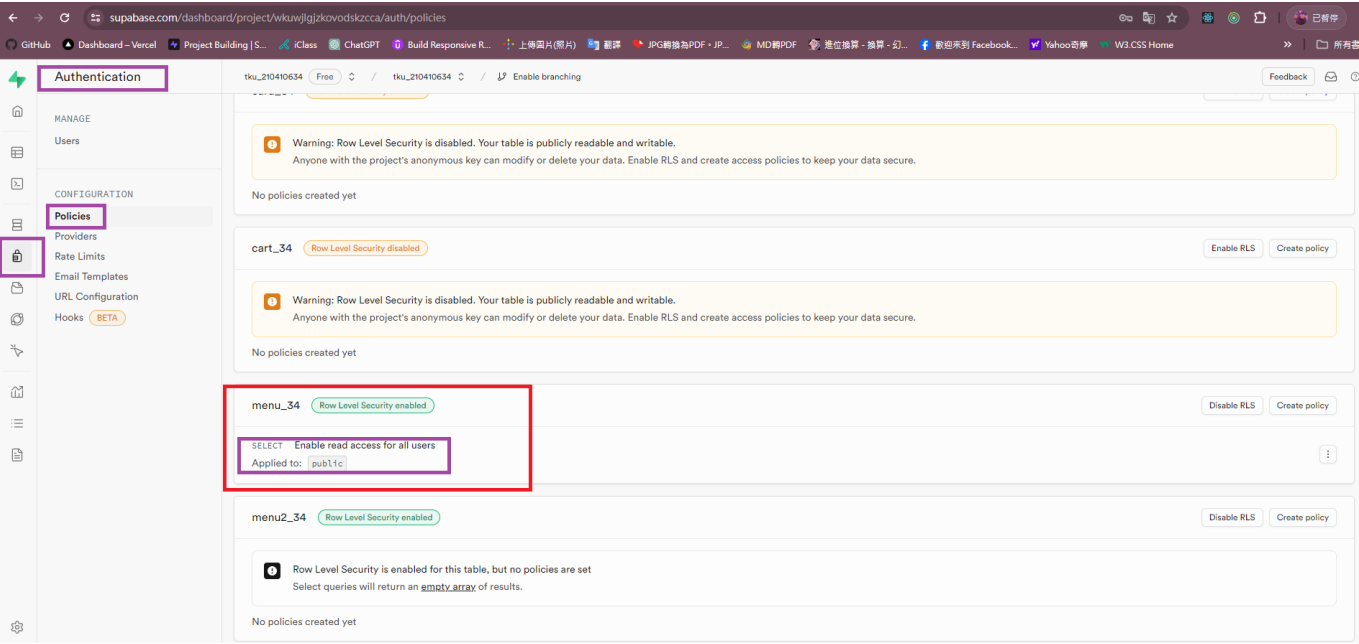 supabase.com/dashboard/project/wkuwjlgjzkovodskzcca/auth/policies
已暫停
GitHub
Dashboard – Vercel
Project Building | S...
iClass
ChatGPT
Build Responsive R...
上傳圖片(照片)
翻譯
JPG轉換為PDF・JP...
MD轉PDF
進位換算 - 換算 - 幻...
歡迎來到 Facebook...
Yahoo奇摩
W3.CSS Home
»
所有書
Authentication
tku_210410634 Free / tku_210410634 / Enable branching
Feedback
MANAGE
Users
CONFIGURATION
Policies
Providers
Rate Limits
Email Templates
URL Configuration
Hooks BETA
Warning: Row Level Security is disabled. Your table is publicly readable and writable.
Anyone with the project's anonymous key can modify or delete your data. Enable RLS and create access policies to keep your data secure.
No policies created yet
cart_34 Row Level Security disabled
Enable RLS
Create policy
Warning: Row Level Security is disabled. Your table is publicly readable and writable.
Anyone with the project's anonymous key can modify or delete your data. Enable RLS and create access policies to keep your data secure.
No policies created yet
menu_34 Row Level Security enabled
Disable RLS
Create policy
SELECT Enable read access for all users
Applied to: public
menu2_34 Row Level Security enabled
Disable RLS
Create policy
Row Level Security is enabled for this table, but no policies are set
Select queries will return an empty array of results.
No policies created yet